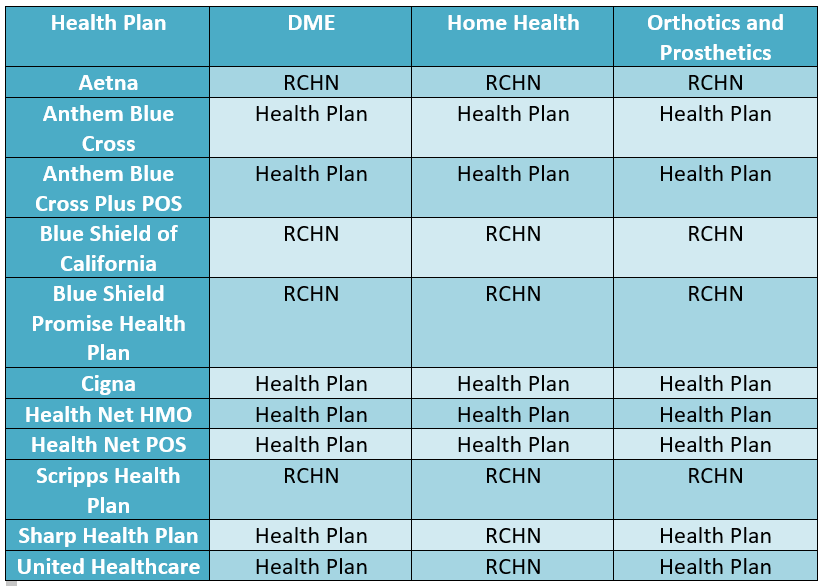 Health Plan DME Home Health Orthotics and
Prosthetics
Aetna RCHN RCHN RCHN
Anthem Blue Health Plan Health Plan Health Plan
Cross
Anthem Blue Health Plan Health Plan Health Plan
Cross Plus POS
Blue Shield of RCHN RCHN RCHN
California
Blue Shield RCHN RCHN RCHN
Promise Health
Plan
Cigna Health Plan Health Plan Health Plan
Health Net HMO Health Plan Health Plan Health Plan
Health Net POS Health Plan Health Plan Health Plan
Scripps Health RCHN RCHN RCHN
Plan
Sharp Health Plan Health Plan RCHN Health Plan
United Healthcare Health Plan RCHN Health Plan